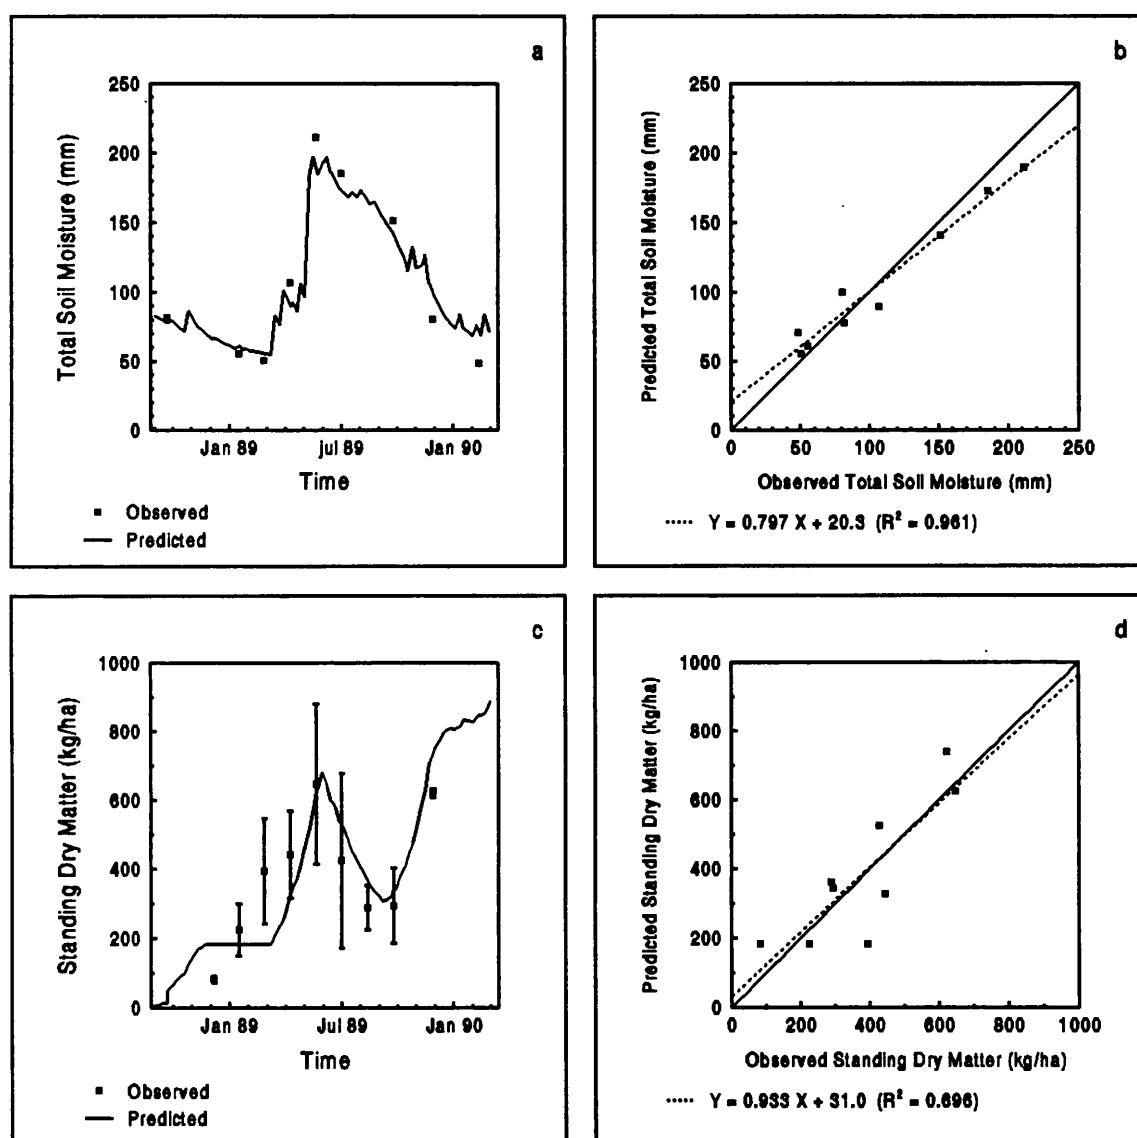 a
250
200
150
100
50
0
Total Soil Moisture (mm)
Jan 89
jul 89
Jan 90
Time
Observed
Predicted
b
250
200
150
100
50
0
Predicted Total Soil Moisture (mm)
0 50 100 150 200 250
Observed Total Soil Moisture (mm)
Y = 0.797 X + 20.3 (R² = 0.961)
c
1000
800
600
400
200
0
Standing Dry Matter (kg/ha)
Jan 89
Jul 89
Jan 90
Time
Observed
Predicted
d
1000
800
600
400
200
0
Predicted Standing Dry Matter (kg/ha)
0 200 400 600 800 1000
Observed Standing Dry Matter (kg/ha)
Y = 0.933 X + 31.0 (R² = 0.696)